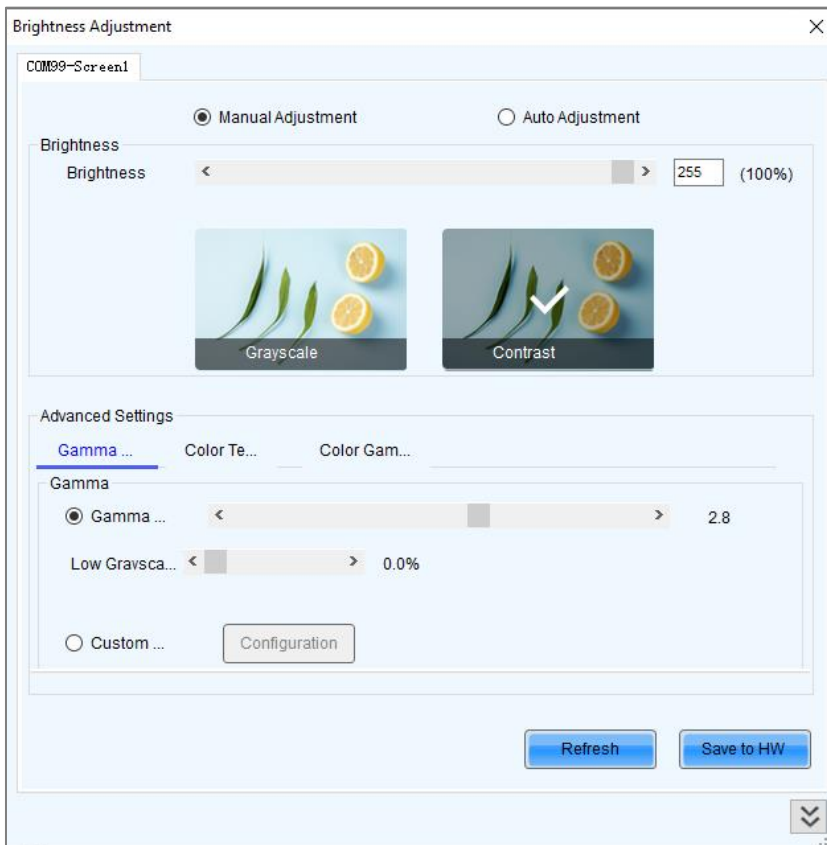 Brightness Adjustment
COM99-Screen1
Manual Adjustment
Auto Adjustment
Brightness
Brightness
255
(100%)
Grayscale
Contrast
Advanced Settings
Gamma ...
Color Te...
Color Gam...
Gamma
Gamma ...
2.8
Low Graysca...
0.0%
Custom ...
Configuration
Refresh
Save to HW